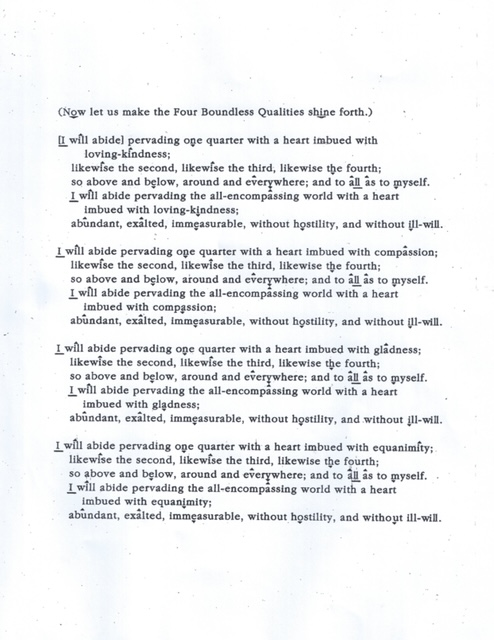 (Now let us make the Four Boundless Qualities shine forth.)
[I will abide] pervading one quarter with a heart imbued with
loving-kindness;
likewise the second, likewise the third, likewise the fourth;
so above and below, around and everywhere; and to all as to myself.
I will abide pervading the all-encompassing world with a heart
imbued with loving-kindness;
abundant, exalted, immeasurable, without hostility, and without ill-will.
I will abide pervading one quarter with a heart imbued with compassion;
likewise the second, likewise the third, likewise the fourth;
so above and below, around and everywhere; and to all as to myself.
I will abide pervading the all-encompassing world with a heart
imbued with compassion;
abundant, exalted, immeasurable, without hostility, and without ill-will.
I will abide pervading one quarter with a heart imbued with gladness;
likewise the second, likewise the third, likewise the fourth;
so above and below, around and everywhere; and to all as to myself.
I will abide pervading the all-encompassing world with a heart
imbued with gladness;
abundant, exalted, immeasurable, without hostility, and without ill-will.
I will abide pervading one quarter with a heart imbued with equanimity;
likewise the second, likewise the third, likewise the fourth;
so above and below, around and everywhere; and to all as to myself.
I will abide pervading the all-encompassing world with a heart
imbued with equanimity;
abundant, exalted, immeasurable, without hostility, and without ill-will.